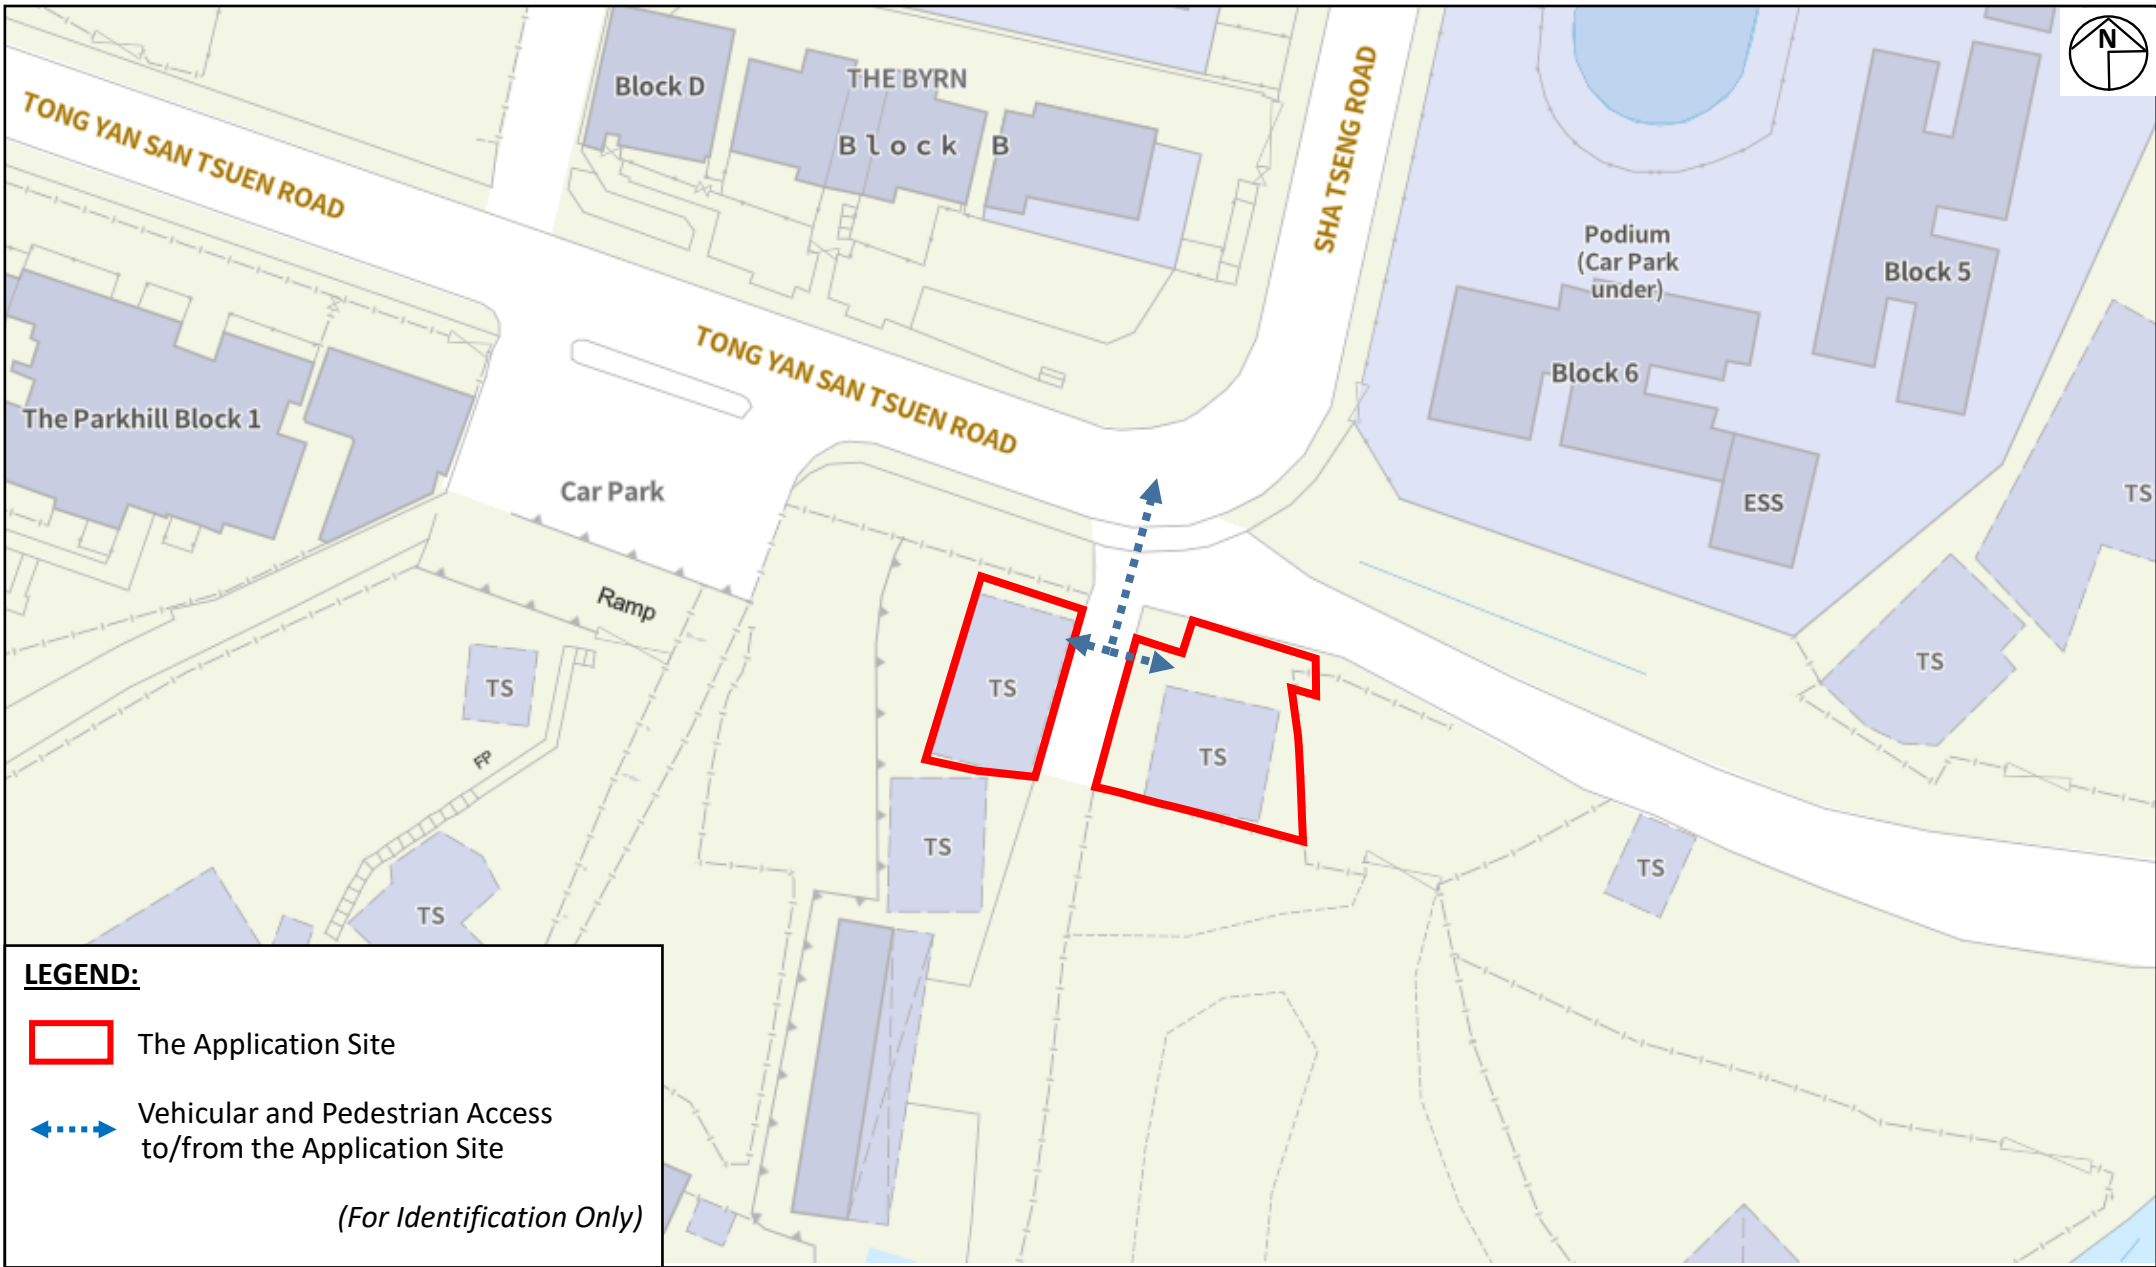 N
Block D
THE BYRN
Block B
TONG YAN SAN TSUEN ROAD
SHA TSENG ROAD
Podium
(Car Park
under)
Block 5
TONG YAN SAN TSUEN ROAD
Block 6
The Parkhill Block 1
Car Park
ESS
TS
Ramp
TS
TS
TS
TS
FP
TS
TS
TS
LEGEND:
The Application Site
Vehicular and Pedestrian Access
to/from the Application Site
(For Identification Only)
TS